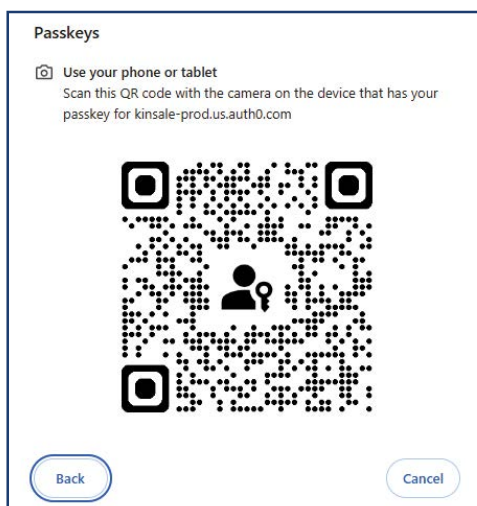 Passkeys
Use your phone or tablet
Scan this QR code with the camera on the device that has your
passkey for kinsale-prod.us.auth0.com
Back
Cancel